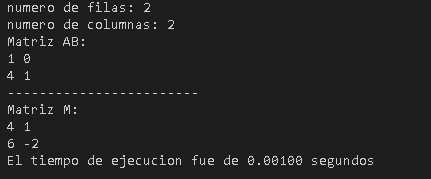 numero de filas: 2
numero de columnas: 2
Matriz AB:
1 0
4 1
------------------------
Matriz M:
4 1
6 -2
El tiempo de ejecucion fue de 0.00100 segundos